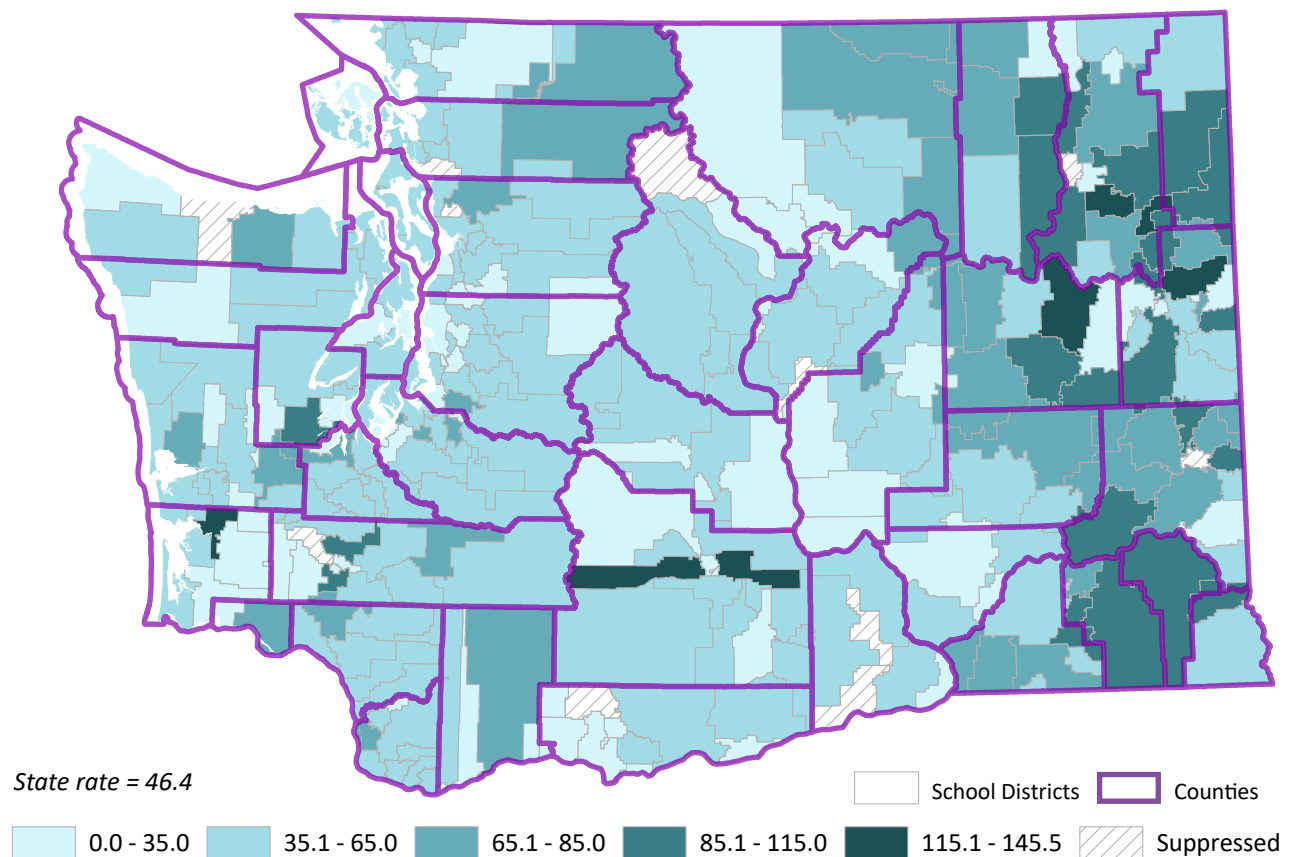 State rate = 46.4
School Districts
Counties
0.0 - 35.0
35.1 - 65.0
65.1 - 85.0
85.1 - 115.0
115.1 - 145.5
Suppressed